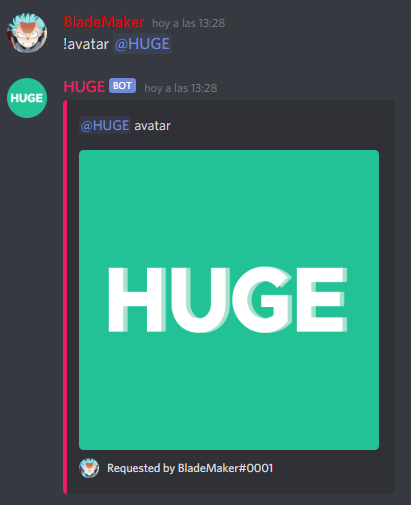 BladeMaker hoy a las 13:28
!avatar @HUGE
HUGE
HUGE BOT hoy a las 13:28
@HUGE avatar
HUGE
Requested by BladeMaker#0001